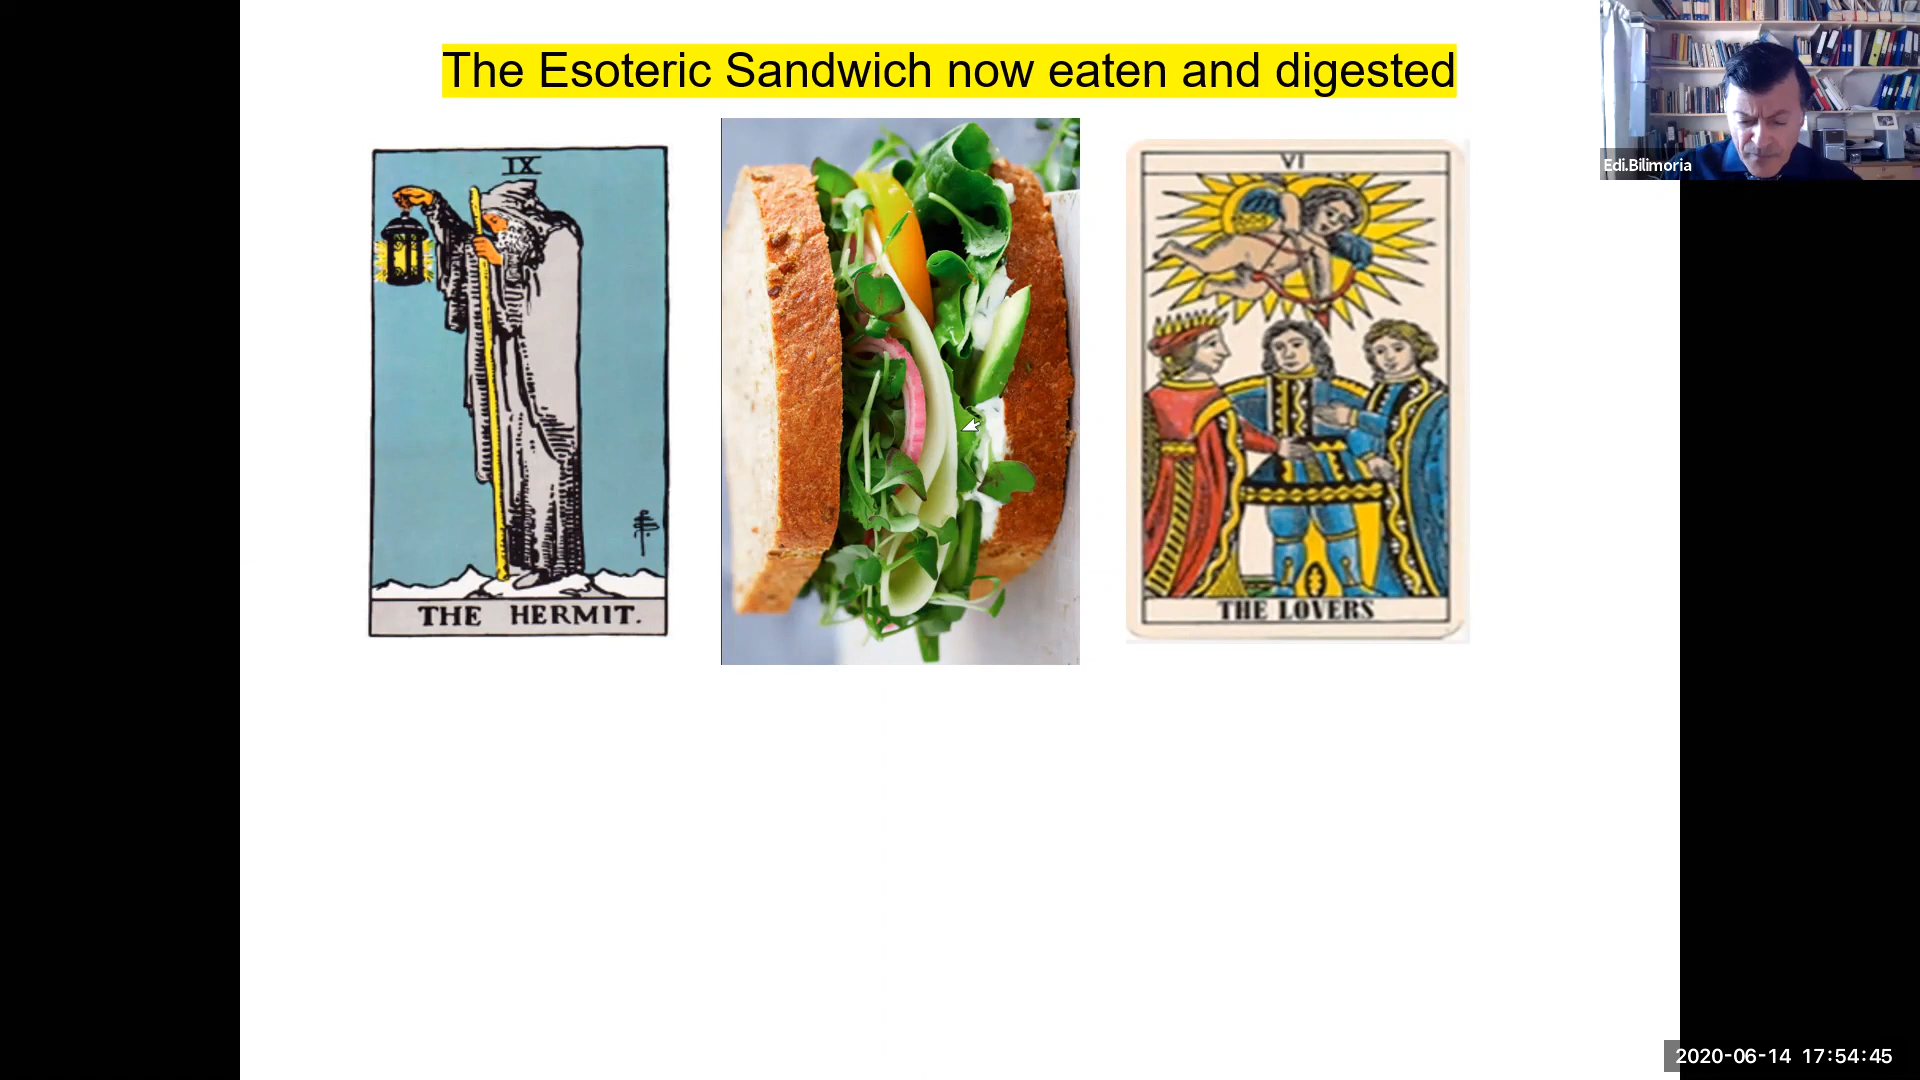 The Esoteric Sandwich now eaten and digested
Edi.Bilimoria
IX
VI
THE HERMIT.
THE LOVERS
2020-06-14 17:54:45